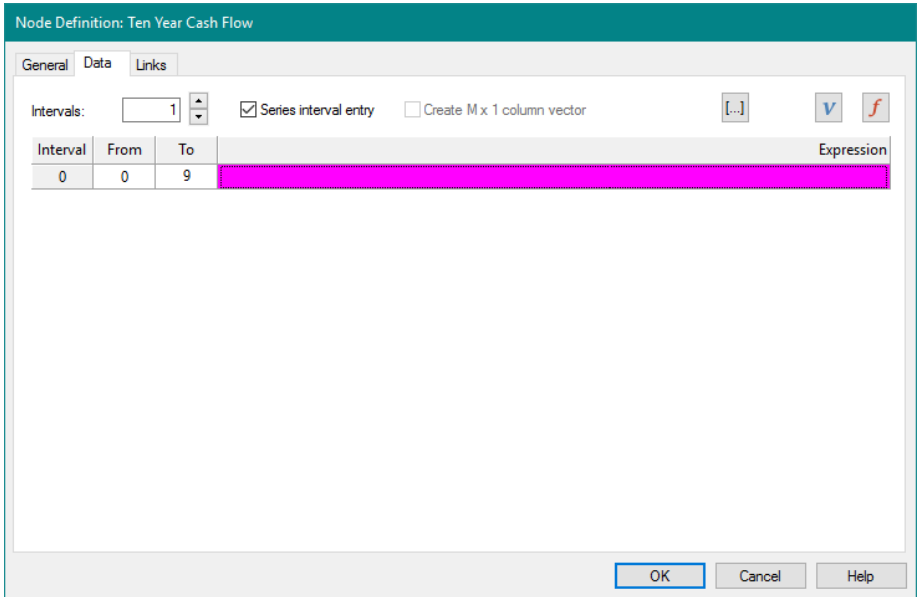 Node Definition: Ten Year Cash Flow
General Data Links
Intervals: 1 Series interval entry Create M x 1 column vector [...] V f
Interval From To Expression
0 0 9
OK Cancel Help